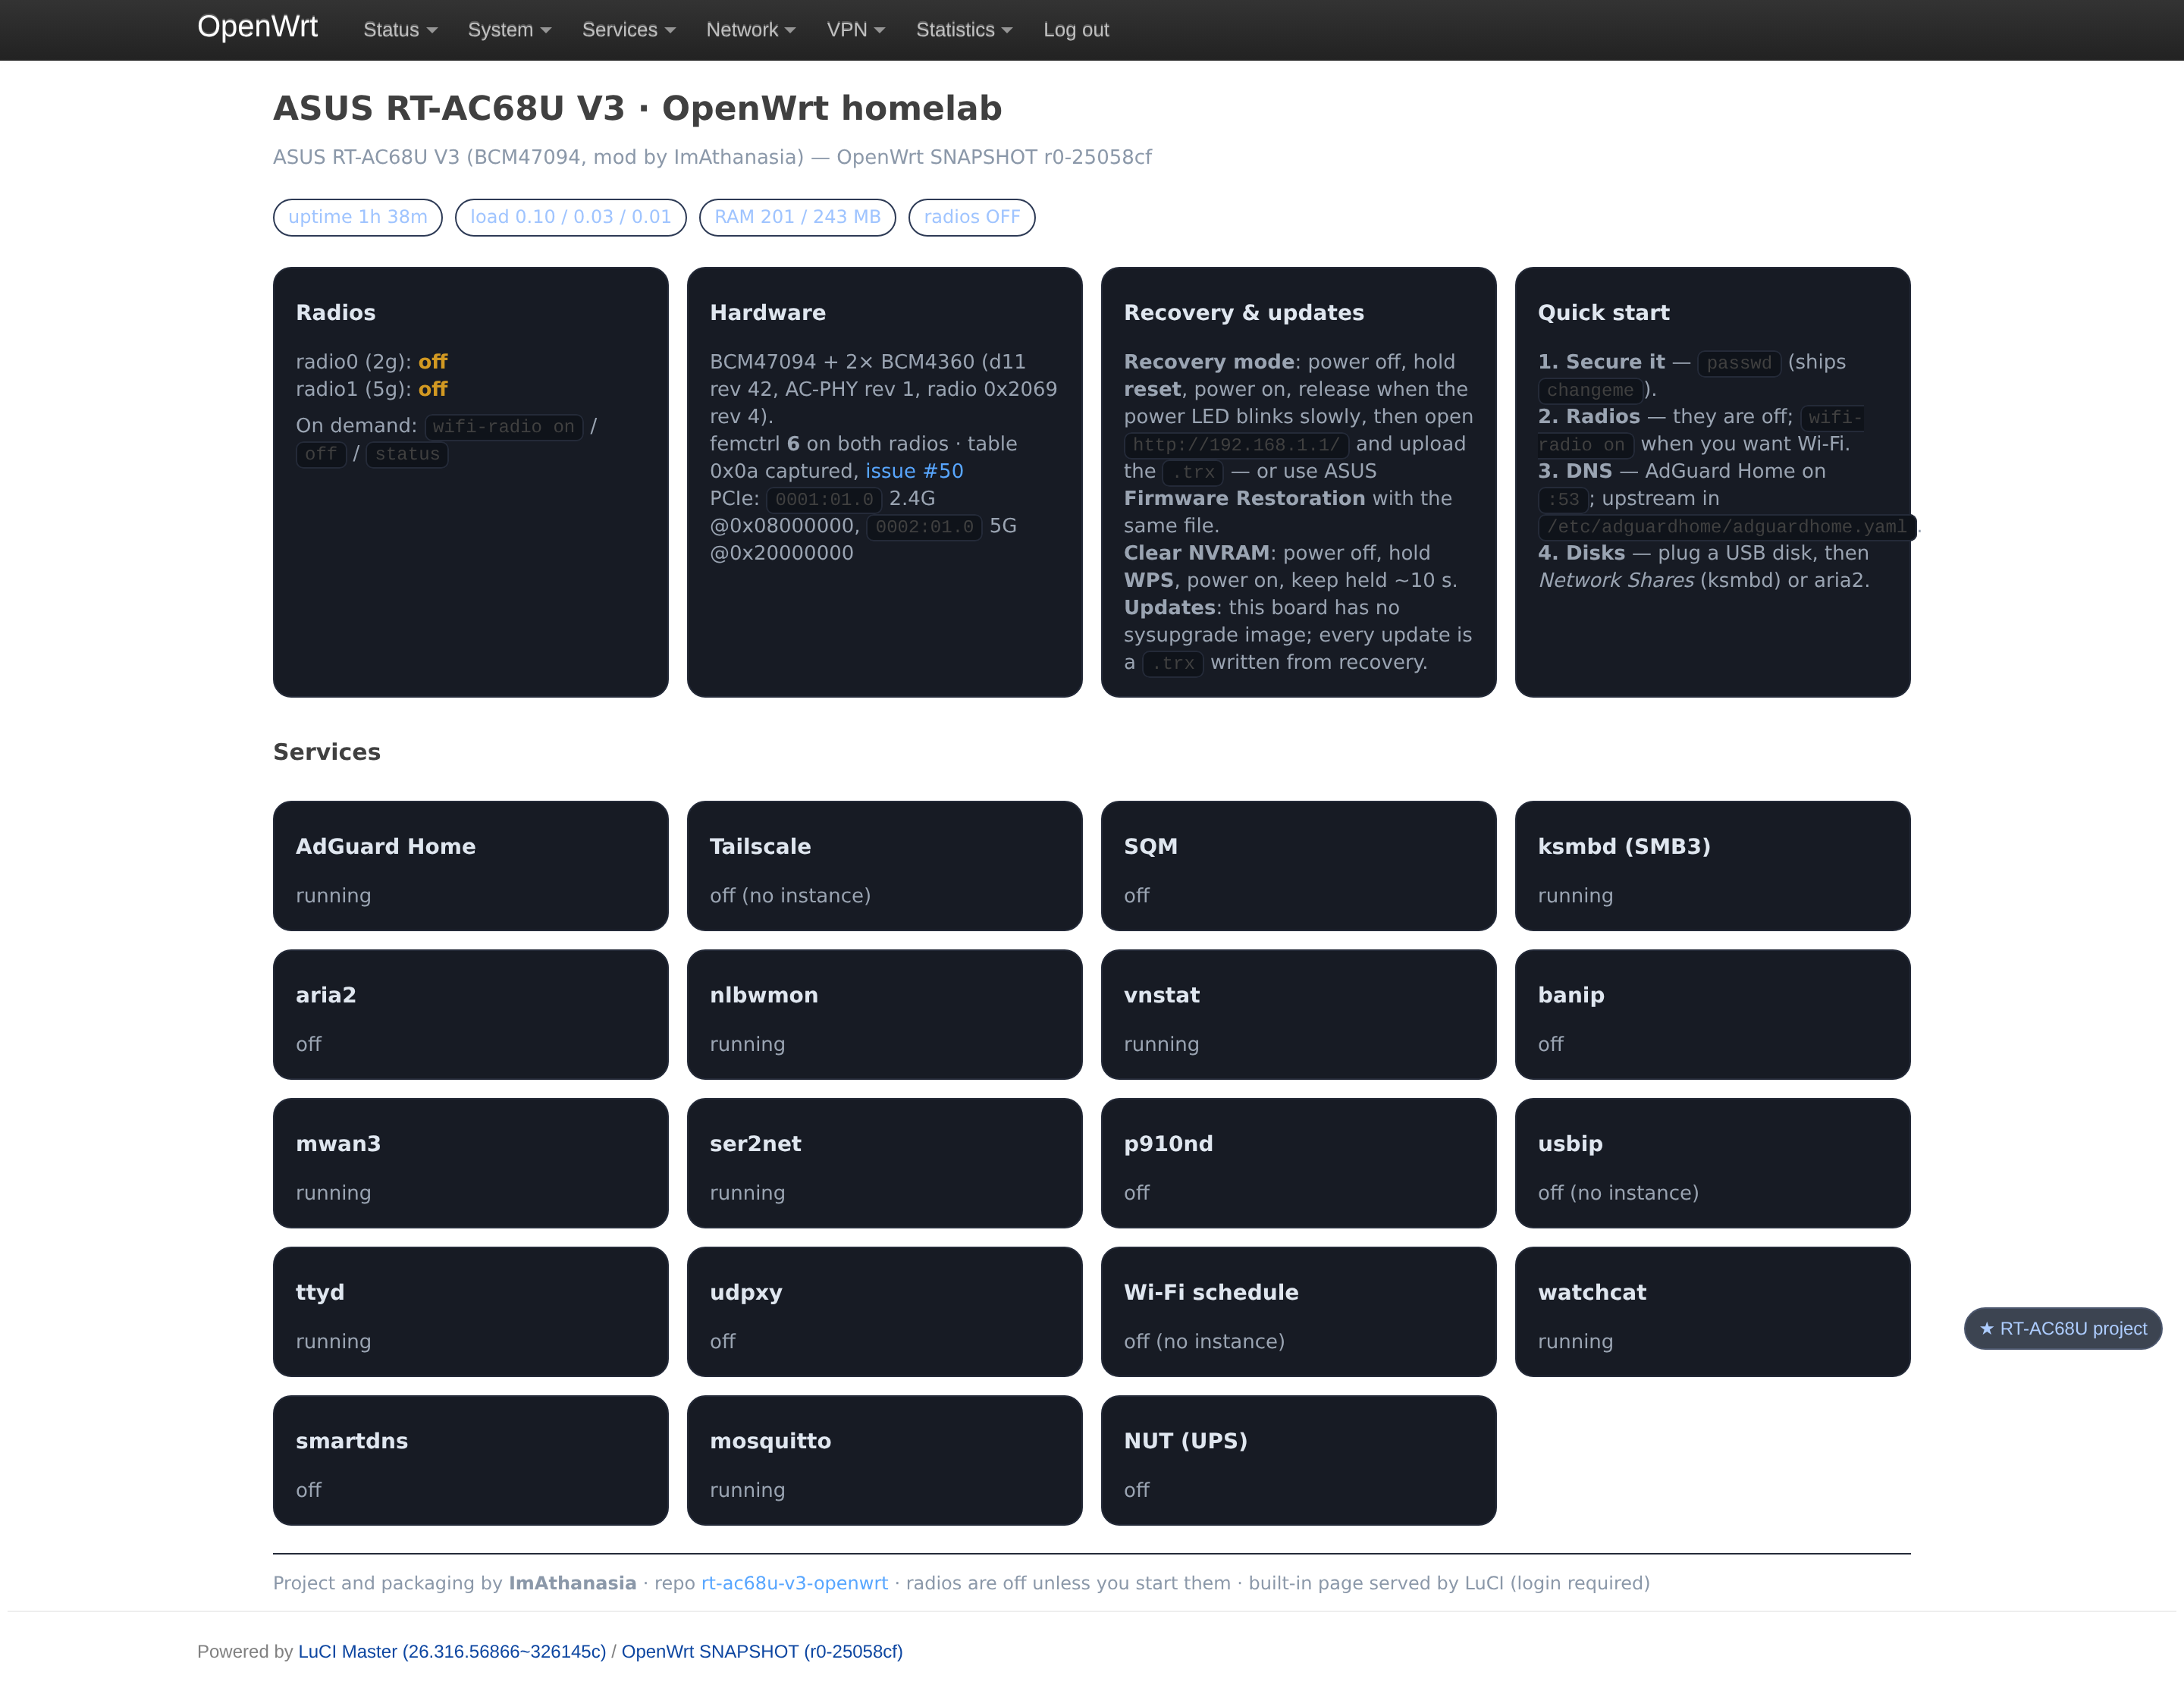 OpenWrt Status System Services Network VPN Statistics Log out
ASUS RT-AC68U V3 · OpenWrt homelab
ASUS RT-AC68U V3 (BCM47094, mod by ImAthanasia) — OpenWrt SNAPSHOT r0-25058cf
uptime 1h 38m load 0.10 / 0.03 / 0.01 RAM 201 / 243 MB radios OFF
Radios
radio0 (2g): off
radio1 (5g): off
On demand: wifi-radio on /
off / status
Hardware
BCM47094 + 2× BCM4360 (d11
rev 42, AC-PHY rev 1, radio 0x2069
rev 4).
femctrl 6 on both radios · table
0x0a captured, issue #50
PCIe: 0001:01.0 2.4G
@0x08000000, 0002:01.0 5G
@0x20000000
Recovery & updates
Recovery mode: power off, hold
reset, power on, release when the
power LED blinks slowly, then open
http://192.168.1.1/ and upload
the .trx — or use ASUS
Firmware Restoration with the
same file.
Clear NVRAM: power off, hold
WPS, power on, keep held ~10 s.
Updates: this board has no
sysupgrade image; every update is
a .trx written from recovery.
Quick start
1. Secure it — passwd (ships
changeme).
2. Radios — they are off; wifi-
radio on when you want Wi-Fi.
3. DNS — AdGuard Home on
:53; upstream in
/etc/adguardhome/adguardhome.yaml.
4. Disks — plug a USB disk, then
Network Shares (ksmbd) or aria2.
Services
AdGuard Home
running
Tailscale
off (no instance)
SQM
off
ksmbd (SMB3)
running
aria2
off
nlbwmon
running
vnstat
running
banip
off
mwan3
running
ser2net
running
p910nd
off
usbip
off (no instance)
ttyd
running
udpxy
off
Wi-Fi schedule
off (no instance)
watchcat
running
★ RT-AC68U project
smartdns
off
mosquitto
running
NUT (UPS)
off
Project and packaging by ImAthanasia · repo rt-ac68u-v3-openwrt · radios are off unless you start them · built-in page served by LuCI (login required)
Powered by LuCI Master (26.316.56866~326145c) / OpenWrt SNAPSHOT (r0-25058cf)